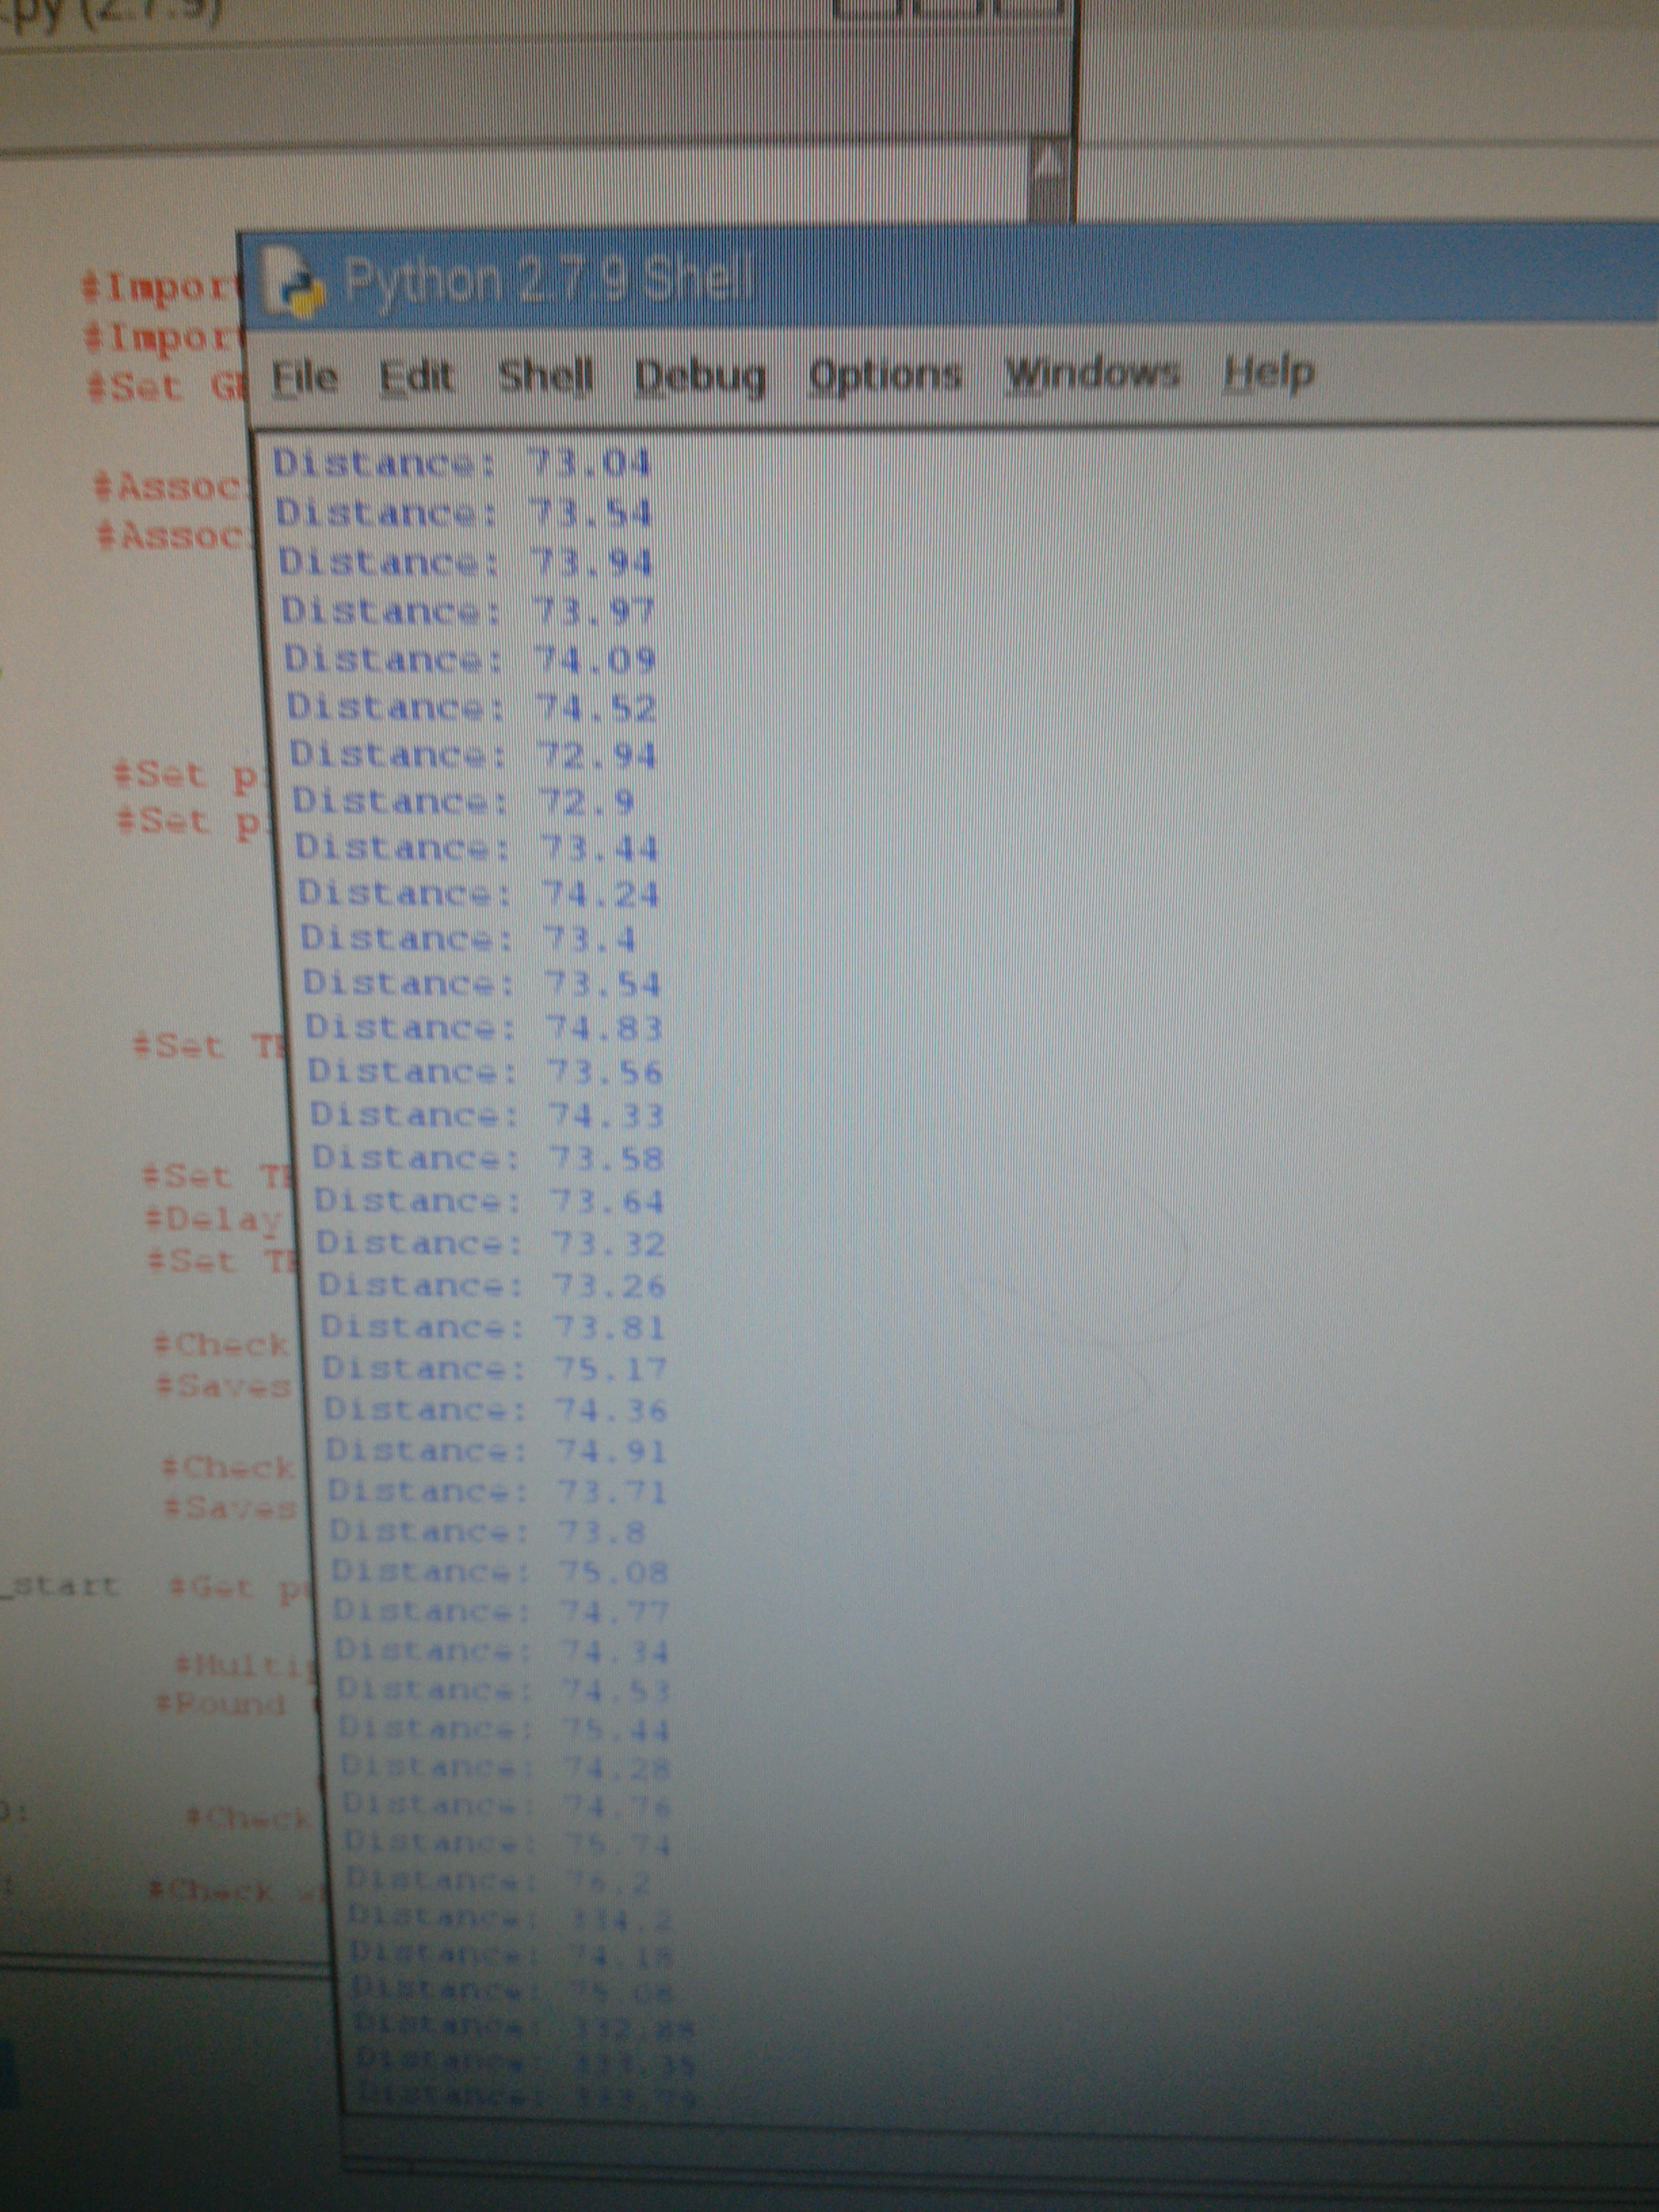 .py (2.7.9)
Python 2.7.9 Shell
File Edit Shell Debug Options Windows Help
#Import
#Import
#Set
#Assoc
#Assoc
#Set
#Set
#Set
#Set
#Delay
#Set
#Check
#Saves
#Check
#Saves
_start #Get
#Multip
#Round
#Check
#Check
Distance: 73.04
Distance: 73.54
Distance: 73.94
Distance: 73.97
Distance: 74.09
Distance: 74.52
Distance: 72.94
Distance: 72.9
Distance: 73.44
Distance: 74.24
Distance: 73.4
Distance: 73.54
Distance: 74.83
Distance: 73.56
Distance: 74.33
Distance: 73.58
Distance: 73.64
Distance: 73.32
Distance: 73.26
Distance: 73.81
Distance: 75.17
Distance: 74.36
Distance: 74.91
Distance: 73.71
Distance: 73.8
Distance: 75.08
Distance: 74.77
Distance: 74.34
Distance: 74.53
Distance: 75.44
Distance: 74.28
Distance: 74.76
Distance: 75.74
Distance: 76.2
Distance: 334.2
Distance: 74.18
Distance: 75.08
Distance:
Distance:
Distance: